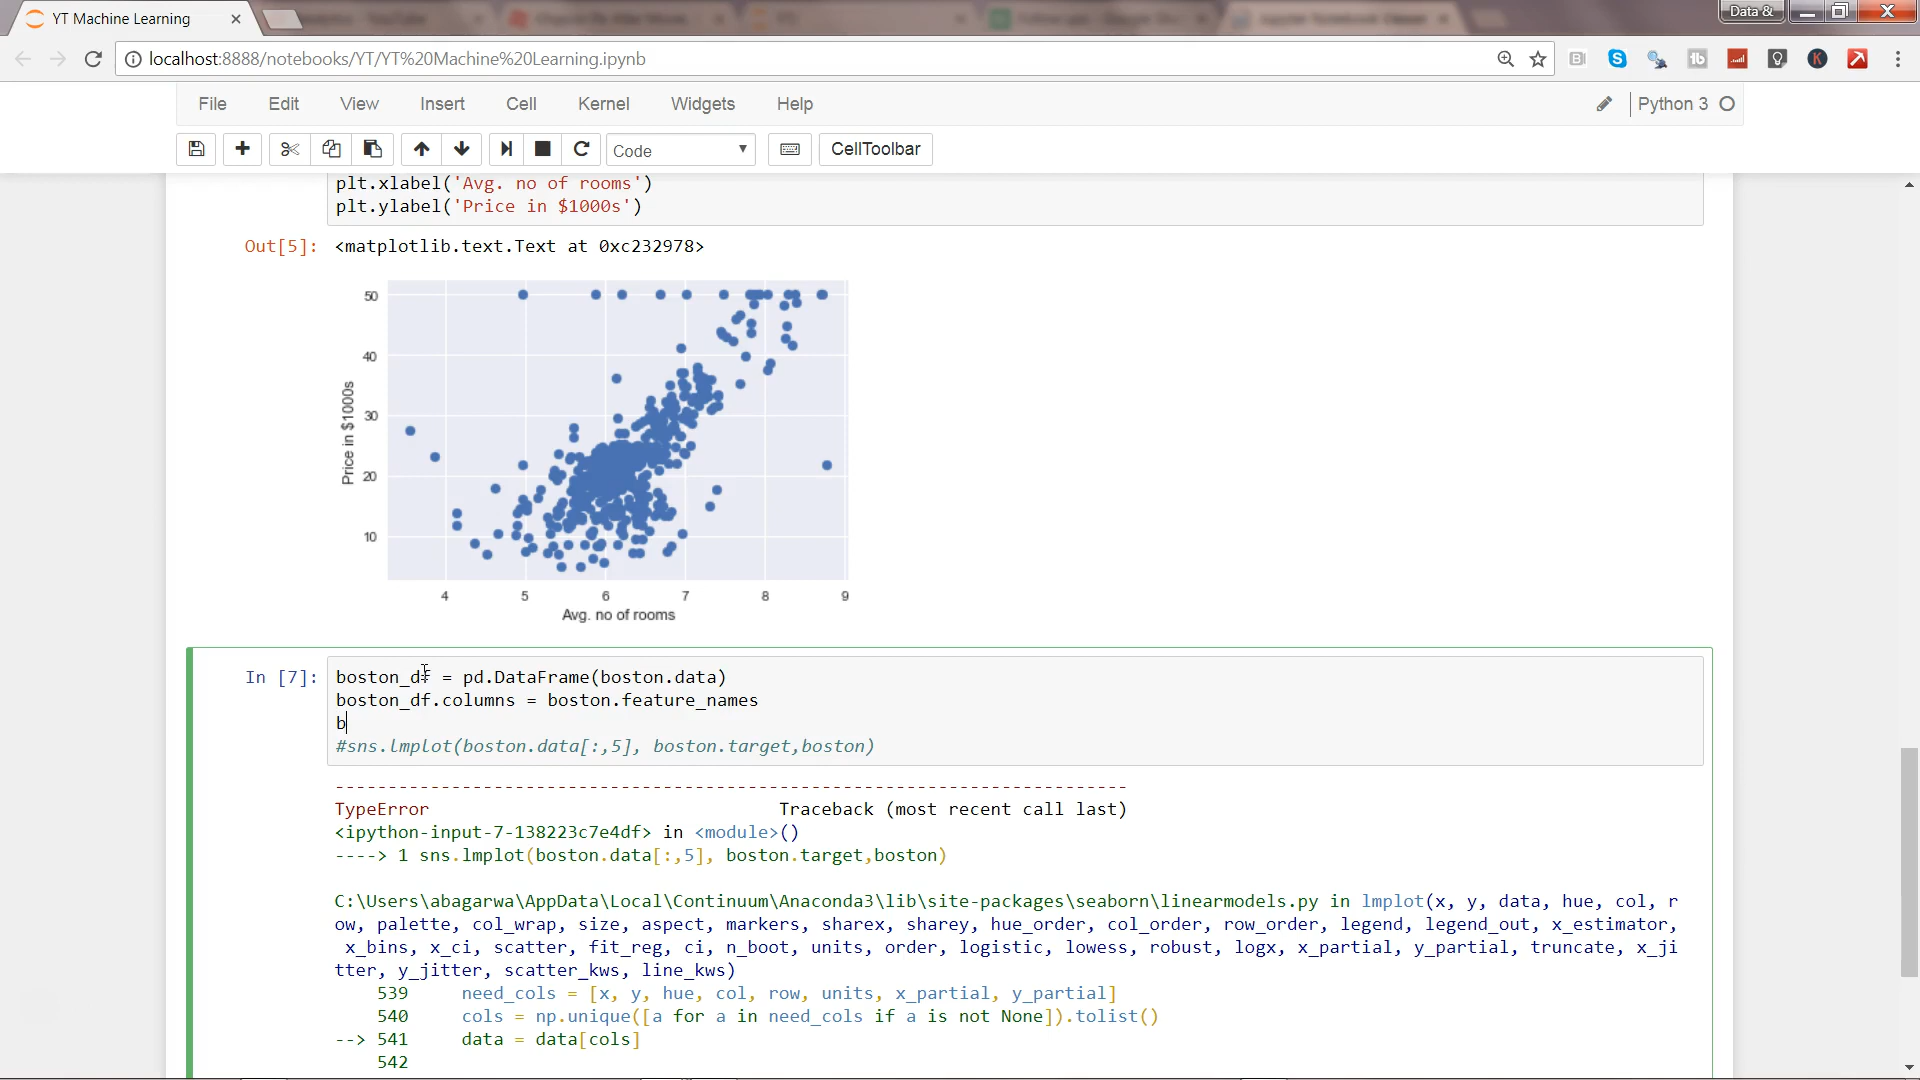 YT Machine Learning
Data &
localhost:8888/notebooks/YT/YT%20Machine%20Learning.ipynb
File Edit View Insert Cell Kernel Widgets Help
Python 3
Code
CellToolbar
plt.xlabel('Avg. no of rooms')
plt.ylabel('Price in $1000s')
Out[5]: <matplotlib.text.Text at 0xc232978>
50
40
30
20
10
Price in $1000s
4 5 6 7 8 9
Avg. no of rooms
In [7]: boston_df = pd.DataFrame(boston.data)
boston_df.columns = boston.feature_names
b
#sns.lmplot(boston.data[:,5], boston.target,boston)
---------------------------------------------------------------------------
TypeError Traceback (most recent call last)
<ipython-input-7-138223c7e4df> in <module>()
----> 1 sns.lmplot(boston.data[:,5], boston.target,boston)
C:\Users\abagarwa\AppData\Local\Continuum\Anaconda3\lib\site-packages\seaborn\linearmodels.py in lmplot(x, y, data, hue, col, r
ow, palette, col_wrap, size, aspect, markers, sharex, sharey, hue_order, col_order, row_order, legend, legend_out, x_estimator,
x_bins, x_ci, scatter, fit_reg, ci, n_boot, units, order, logistic, lowess, robust, logx, x_partial, y_partial, truncate, x_ji
tter, y_jitter, scatter_kws, line_kws)
539 need_cols = [x, y, hue, col, row, units, x_partial, y_partial]
540 cols = np.unique([a for a in need_cols if a is not None]).tolist()
--> 541 data = data[cols]
542